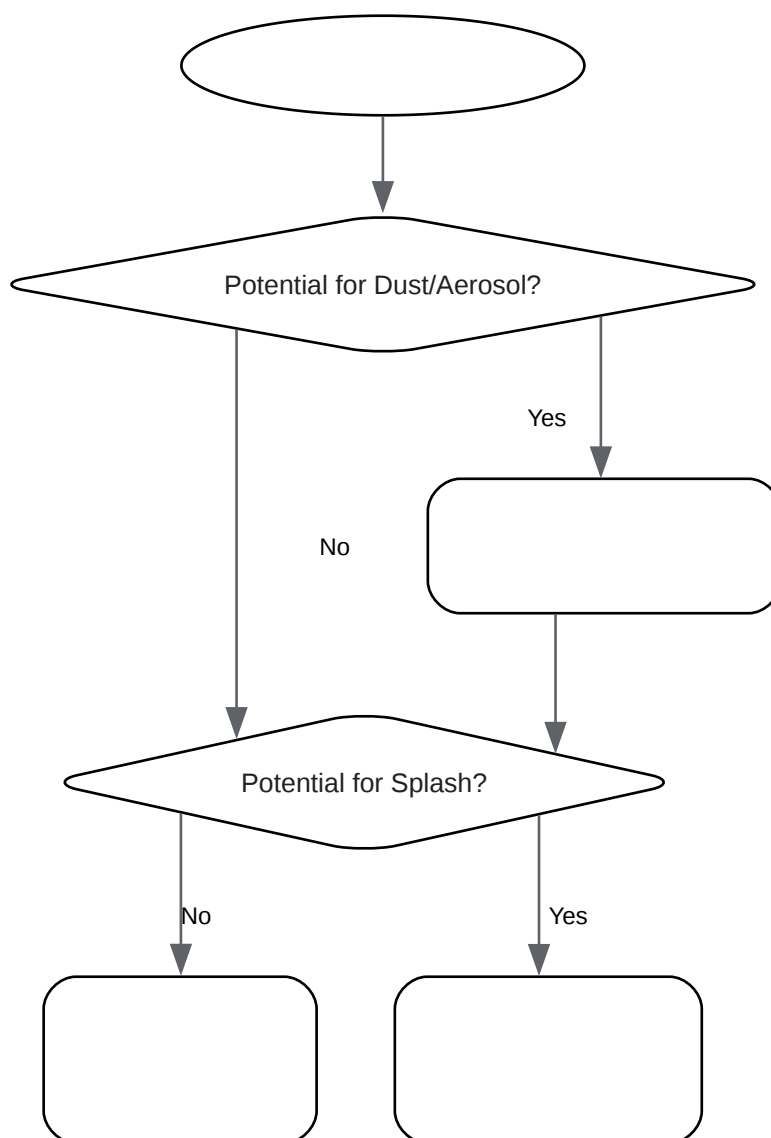 Potential for Dust/Aerosol?
Yes
No
Potential for Splash?
No
Yes